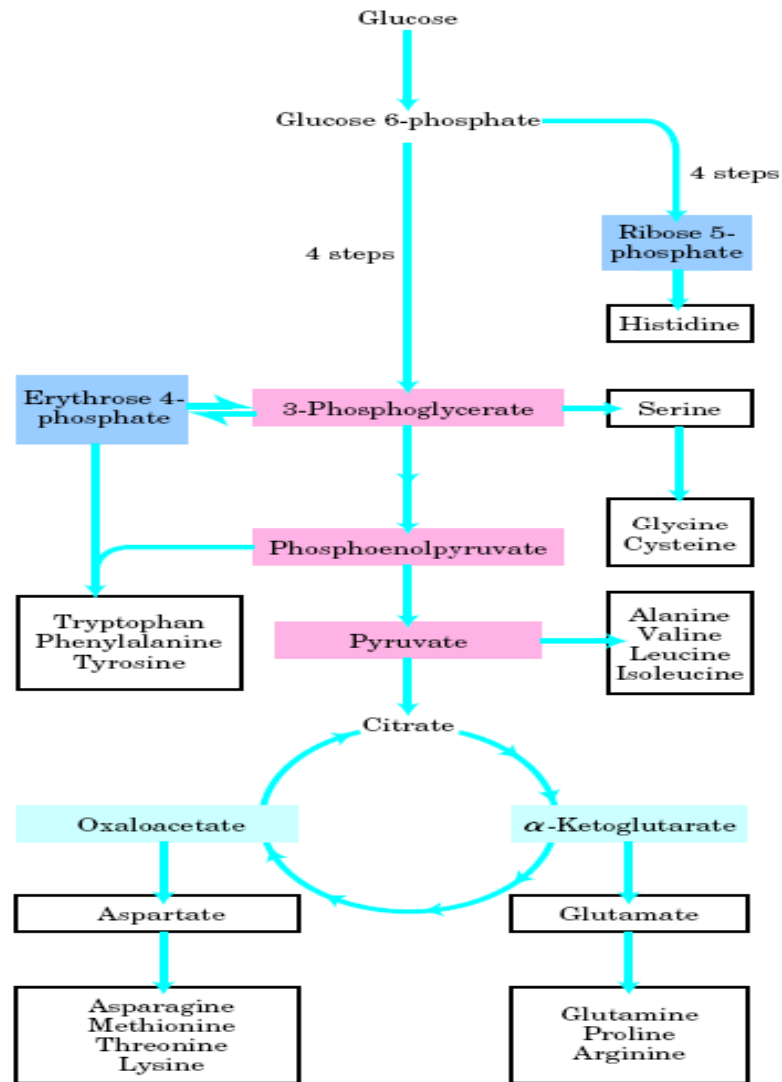 Glucose
Glucose 6-phosphate
4 steps
Ribose 5-
phosphate
4 steps
Histidine
Erythrose 4-
phosphate
3-Phosphoglycerate
Serine
Glycine
Cysteine
Phosphoenolpyruvate
Tryptophan
Phenylalanine
Tyrosine
Pyruvate
Alanine
Valine
Leucine
Isoleucine
Citrate
Oxaloacetate
α-Ketoglutarate
Aspartate
Glutamate
Asparagine
Methionine
Threonine
Lysine
Glutamine
Proline
Arginine